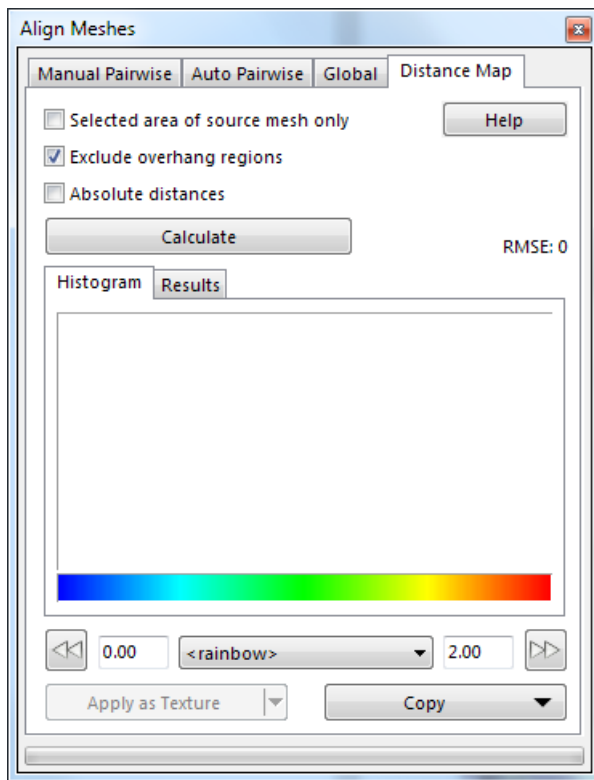 Align Meshes
Manual Pairwise Auto Pairwise Global Distance Map
Selected area of source mesh only Help
Exclude overhang regions
Absolute distances
Calculate RMSE: 0
Histogram Results
0.00 <rainbow> 2.00
Apply as Texture Copy